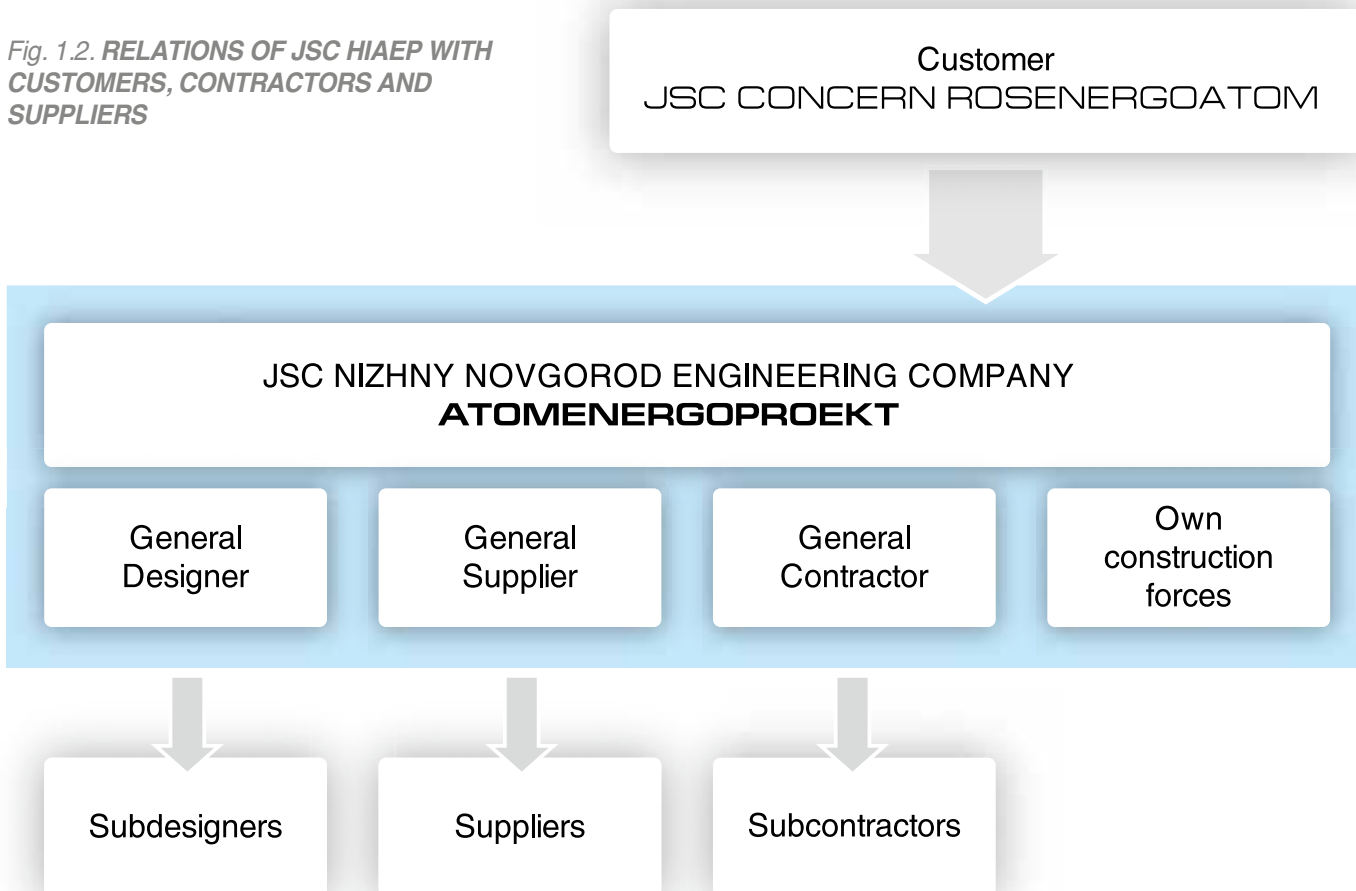 Fig. 1.2. RELATIONS OF JSC HIAEP WITH
CUSTOMERS, CONTRACTORS AND
SUPPLIERS
Customer
JSC CONCERN ROSENERGOATOM
JSC NIZHNY NOVGOROD ENGINEERING COMPANY
ATOMENERGOPROEKT
General
Designer
General
Supplier
General
Contractor
Own
construction
forces
Subdesigners
Suppliers
Subcontractors